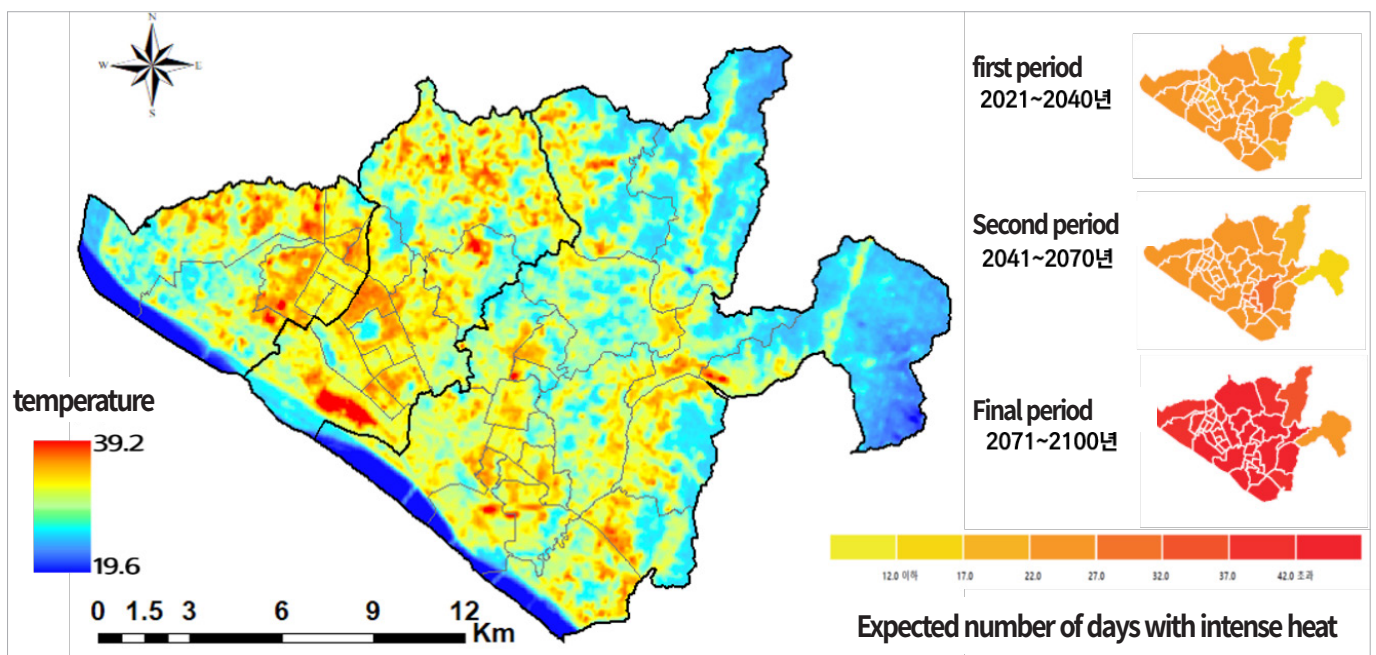 N
W E
S
temperature
39.2
19.6
0 1.5 3 6 9 12
Km
first period
2021~2040년
Second period
2041~2070년
Final period
2071~2100년
12.0 이하 17.0 22.0 27.0 32.0 37.0 42.0 초과
Expected number of days with intense heat